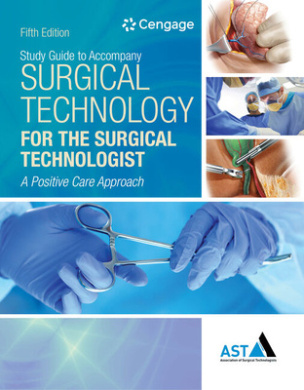 Fifth Edition
Cengage
Study Guide to Accompany
SURGICAL
TECHNOLOGY
FOR THE SURGICAL
TECHNOLOGIST
A Positive Care Approach
AST
Association of Surgical Technologists